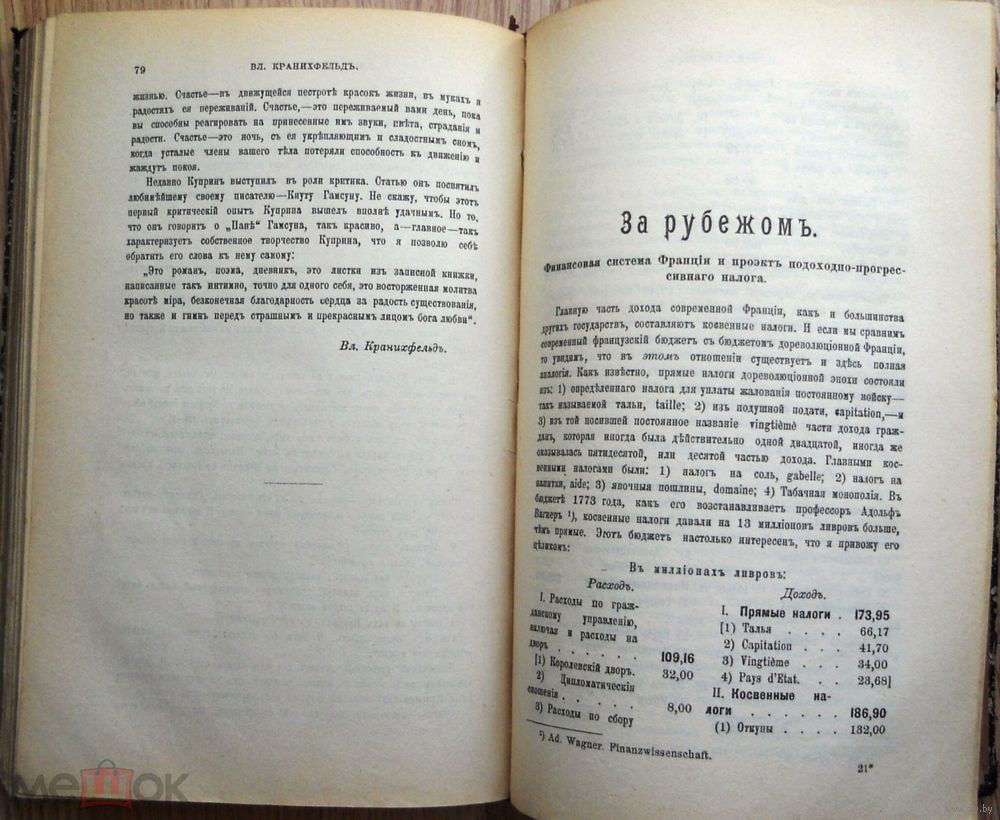 79
ВЛ. КРАНИХФЕЛЬДЪ.
жизнью. Счастье—въ движущейся пестротѣ красокъ жизни, въ мукахъ и
радостяхъ ея переживаній. Счастье,—это переживаемый вами день, пока
вы способны реагировать на принесенные имъ звуки, цвѣта, страданія и
радости. Счастье—это ночь, съ ея укрѣпляющимъ и сладостнымъ сномъ,
когда усталые члены вашего тѣла потеряли способность къ движенію и
жаждутъ покоя.
Недавно Купринъ выступилъ въ роли критика. Статью онъ посвятилъ
любимѣйшему своему писателю—Кнуту Гамсуну. Не скажу, чтобы этотъ
первый критическій опытъ Куприна вышелъ вполнѣ удачнымъ. Но то,
что онъ говоритъ о „Панѣ“ Гамсуна, такъ красиво, а—главное—такъ
характеризуетъ собственное творчество Куприна, что я позволю себѣ
обратить его слова къ нему самому:
„Это романъ, поэма, дневникъ, это листки изъ записной книжки,
написанные такъ интимно, точно для одного себя, это восторженная молитва
красотѣ міра, безконечная благодарность сердца за радость существованія,
но также и гимнъ передъ страшнымъ и прекраснымъ лицомъ бога любви“.
Вл. Кранихфельдъ.
За рубежомъ.
Финансовая система Франціи и проэктъ подоходно-прогрес-
сивнаго налога.
Главную часть дохода современной Франціи, какъ и большинства
другихъ государствъ, составляютъ косвенные налоги. И если мы сравнимъ
современный французскій бюджетъ съ бюджетомъ дореволюціонной Франціи,
то увидимъ, что въ этомъ отношеніи существуетъ и здѣсь полная
аналогія. Какъ извѣстно, прямые налоги дореволюціонной эпохи состояли
изъ: 1) опредѣленнаго налога для уплаты жалованія постоянному войску—
такъ называемой тальи, taille; 2) изъ подушной подати, capitation,—и
3) изъ той носившей постоянное названіе vingtième части дохода граж-
данъ, которая иногда была дѣйствительно одной двадцатой, иногда же
оказывалась пятидесятой, или десятой частью дохода. Главными кос-
венными налогами были: 1) налогъ на соль, gabelle; 2) налогъ на
напитки, aide; 3) явочныя пошлины, domaine; 4) Табачная монополія. Въ
бюджетѣ 1773 года, какъ его возстанавливаетъ профессоръ Адольфъ
Вагнеръ ¹), косвенные налоги давали на 13 милліоновъ ливровъ больше,
чѣмъ прямые. Этотъ бюджетъ настолько интересенъ, что я привожу его
цѣликомъ:
Въ милліонахъ ливровъ:
Расходъ.
I. Расходы по граж-
данскому управленію,
включая и расходы на
дворъ . . . . . . 109,16
[1) Королевскій дворъ. 32,00
2) Дипломатическія
сношенія . . . . . 8,00
3) Расходы по сбору
Доходъ.
I. Прямые налоги . 173,95
[1) Талья . . . . 66,17
2) Capitation . . . . 41,70
3) Vingtième . . . . 34,00
4) Pays d'Etat. . . 23,68]
II. Косвенные на-
логи . . . . . . 186,90
(1) Откупы . . . . 132,00
¹) Ad. Wagner. Finanzwissenschaft.
21*
мешок